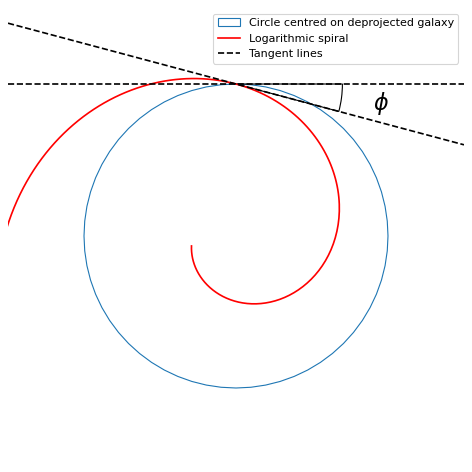 Circle centred on deprojected galaxy
Logarithmic spiral
Tangent lines
ϕ